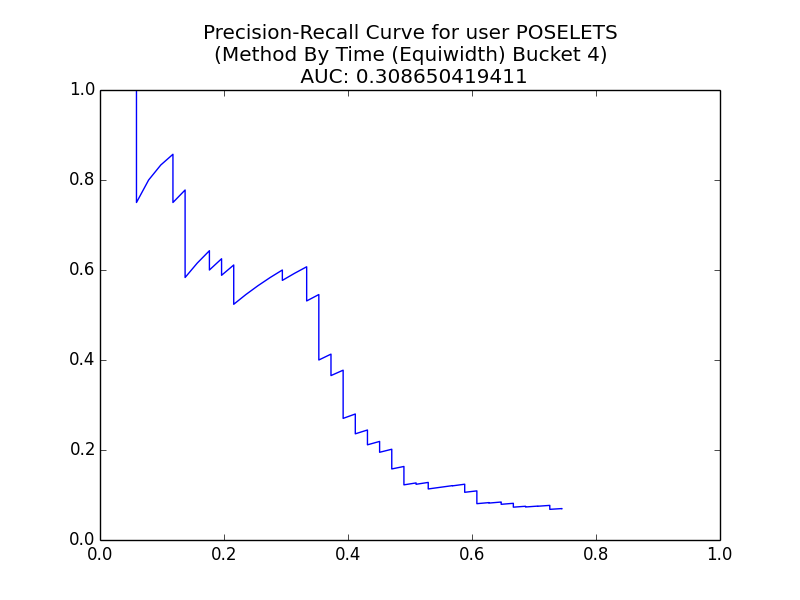 Precision-Recall Curve for user POSELETS
(Method By Time (Equiwidth) Bucket 4)
AUC: 0.308650419411
1.0
0.8
0.6
0.4
0.2
0.0
0.0 0.2 0.4 0.6 0.8 1.0